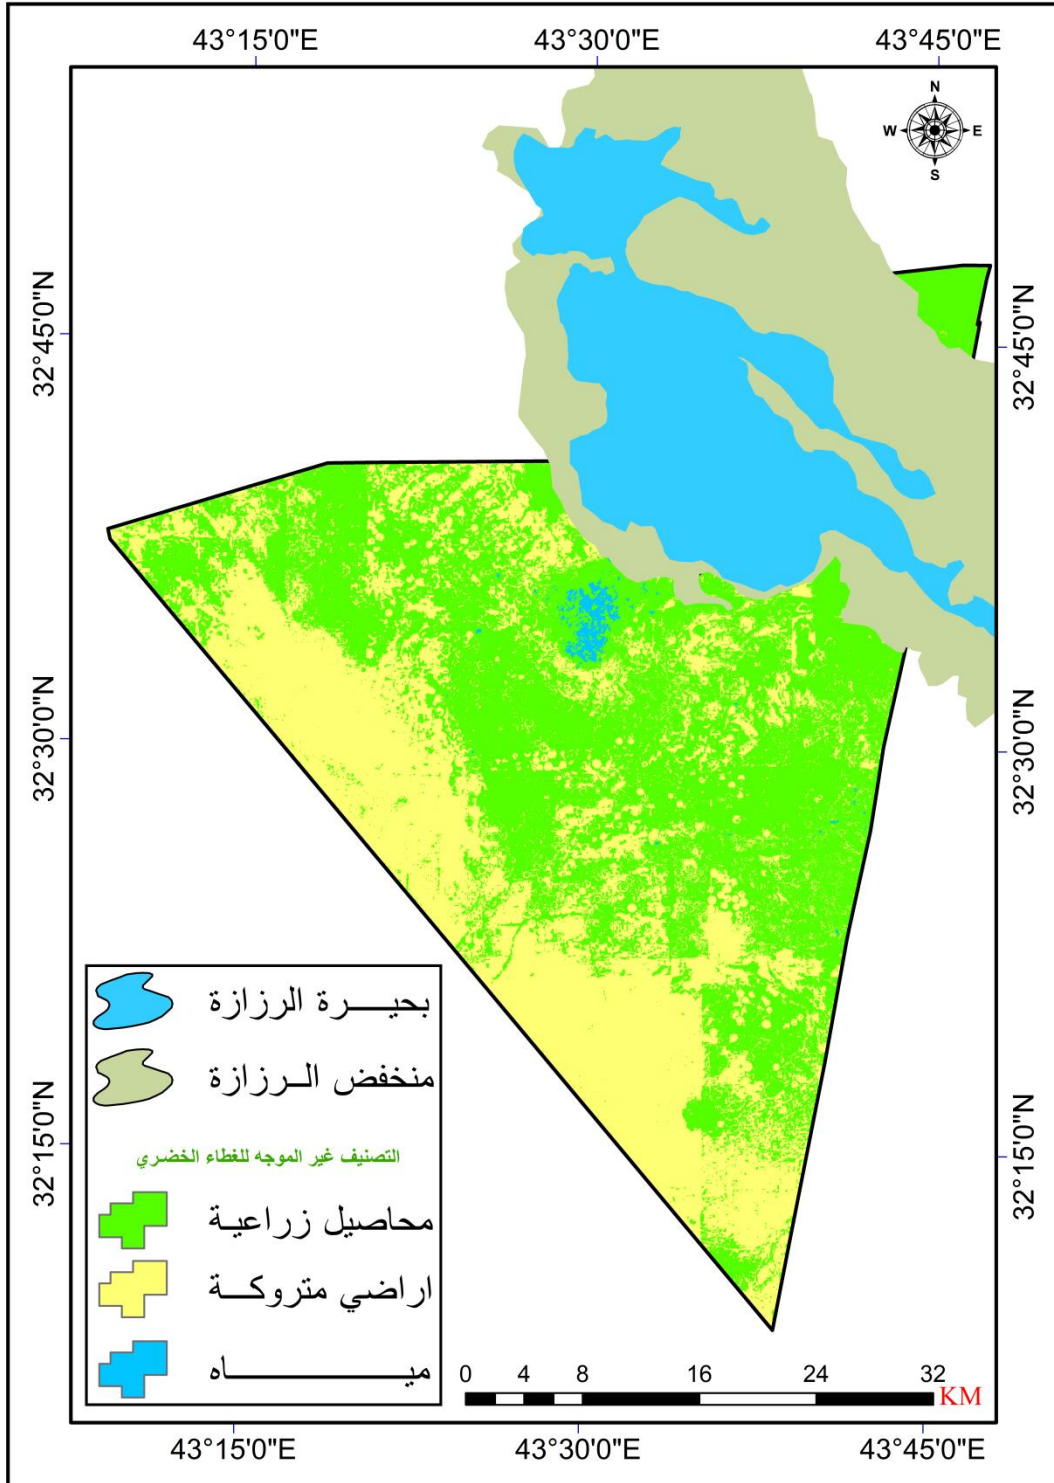 43°15'0"E 43°30'0"E 43°45'0"E
N
W E
S
32°45'0"N 32°45'0"N
32°30'0"N 32°30'0"N
بحيـــرة الرزازة
منخفض الـرزازة
التصنيف غير الموجه للغطاء الخضري
32°15'0"N 32°15'0"N
محاصيل زراعيـة
اراضي متروكــة
ميــــــــــــاه
0 4 8 16 24 32
KM
43°15'0"E 43°30'0"E 43°45'0"E